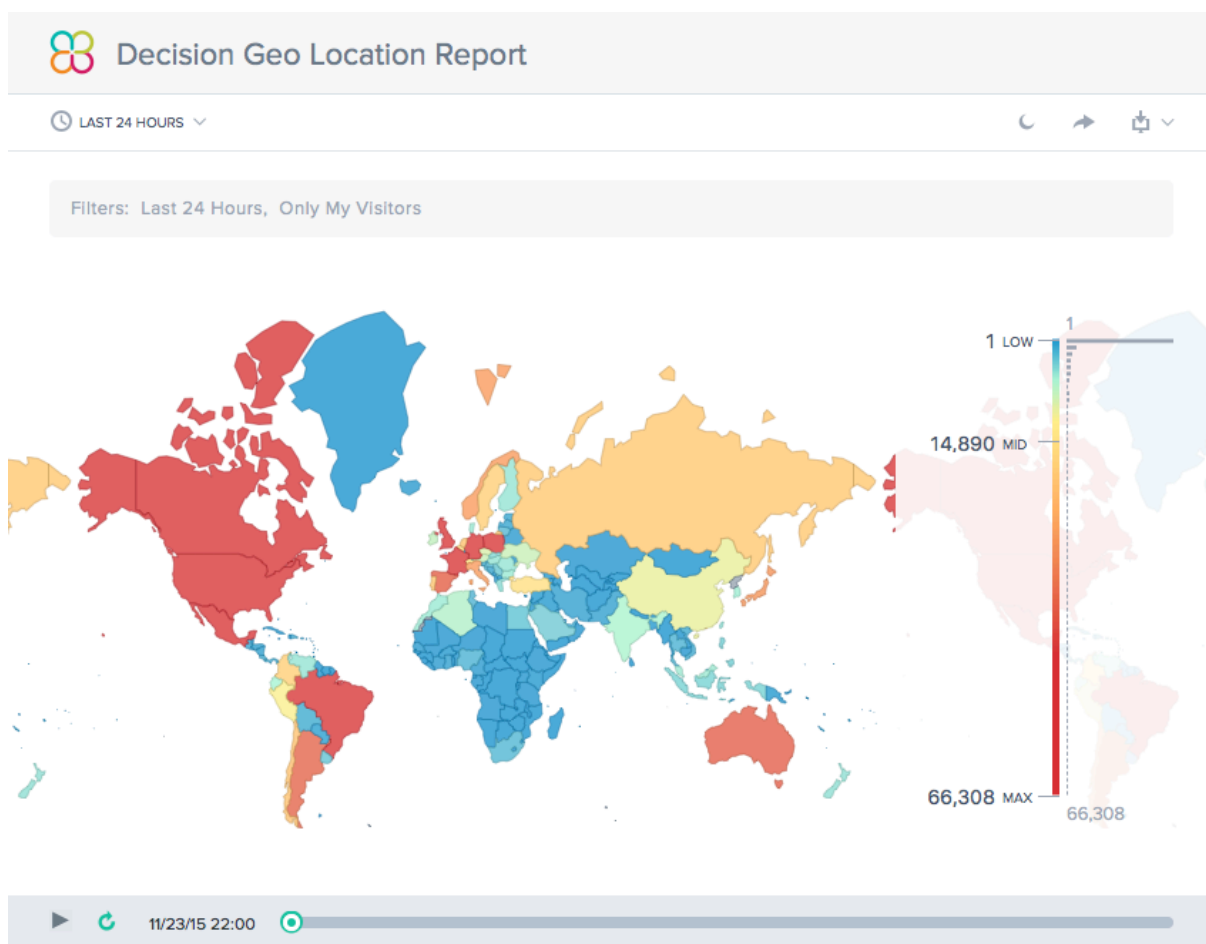 Decision Geo Location Report
LAST 24 HOURS
Filters: Last 24 Hours, Only My Visitors
1
1 LOW
14,890 MID
66,308 MAX
66,308
11/23/15 22:00